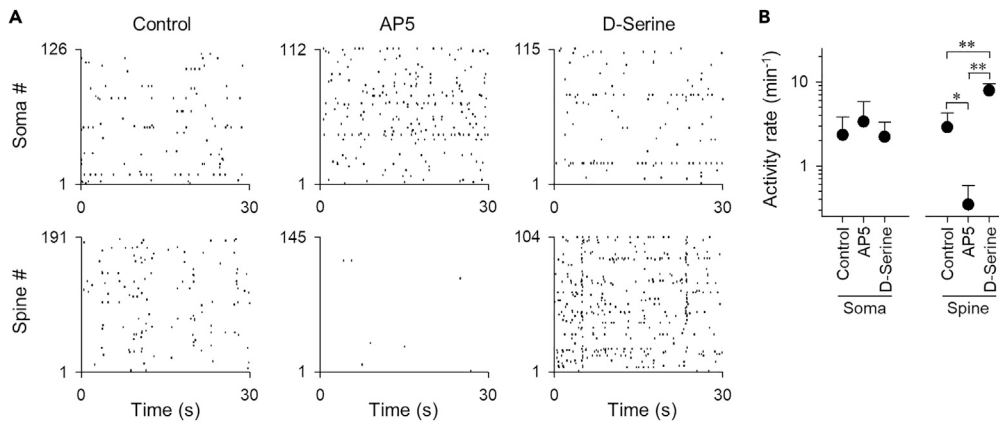 A
Control
AP5
D-Serine
Soma #
126
1
0
30
112
1
0
30
115
1
0
30
Spine #
191
1
0
30
Time (s)
145
1
0
30
Time (s)
104
1
0
30
Time (s)
B
Activity rate (min⁻¹)
10
1
**
**
*
Control
AP5
D-Serine
Soma
Control
AP5
D-Serine
Spine